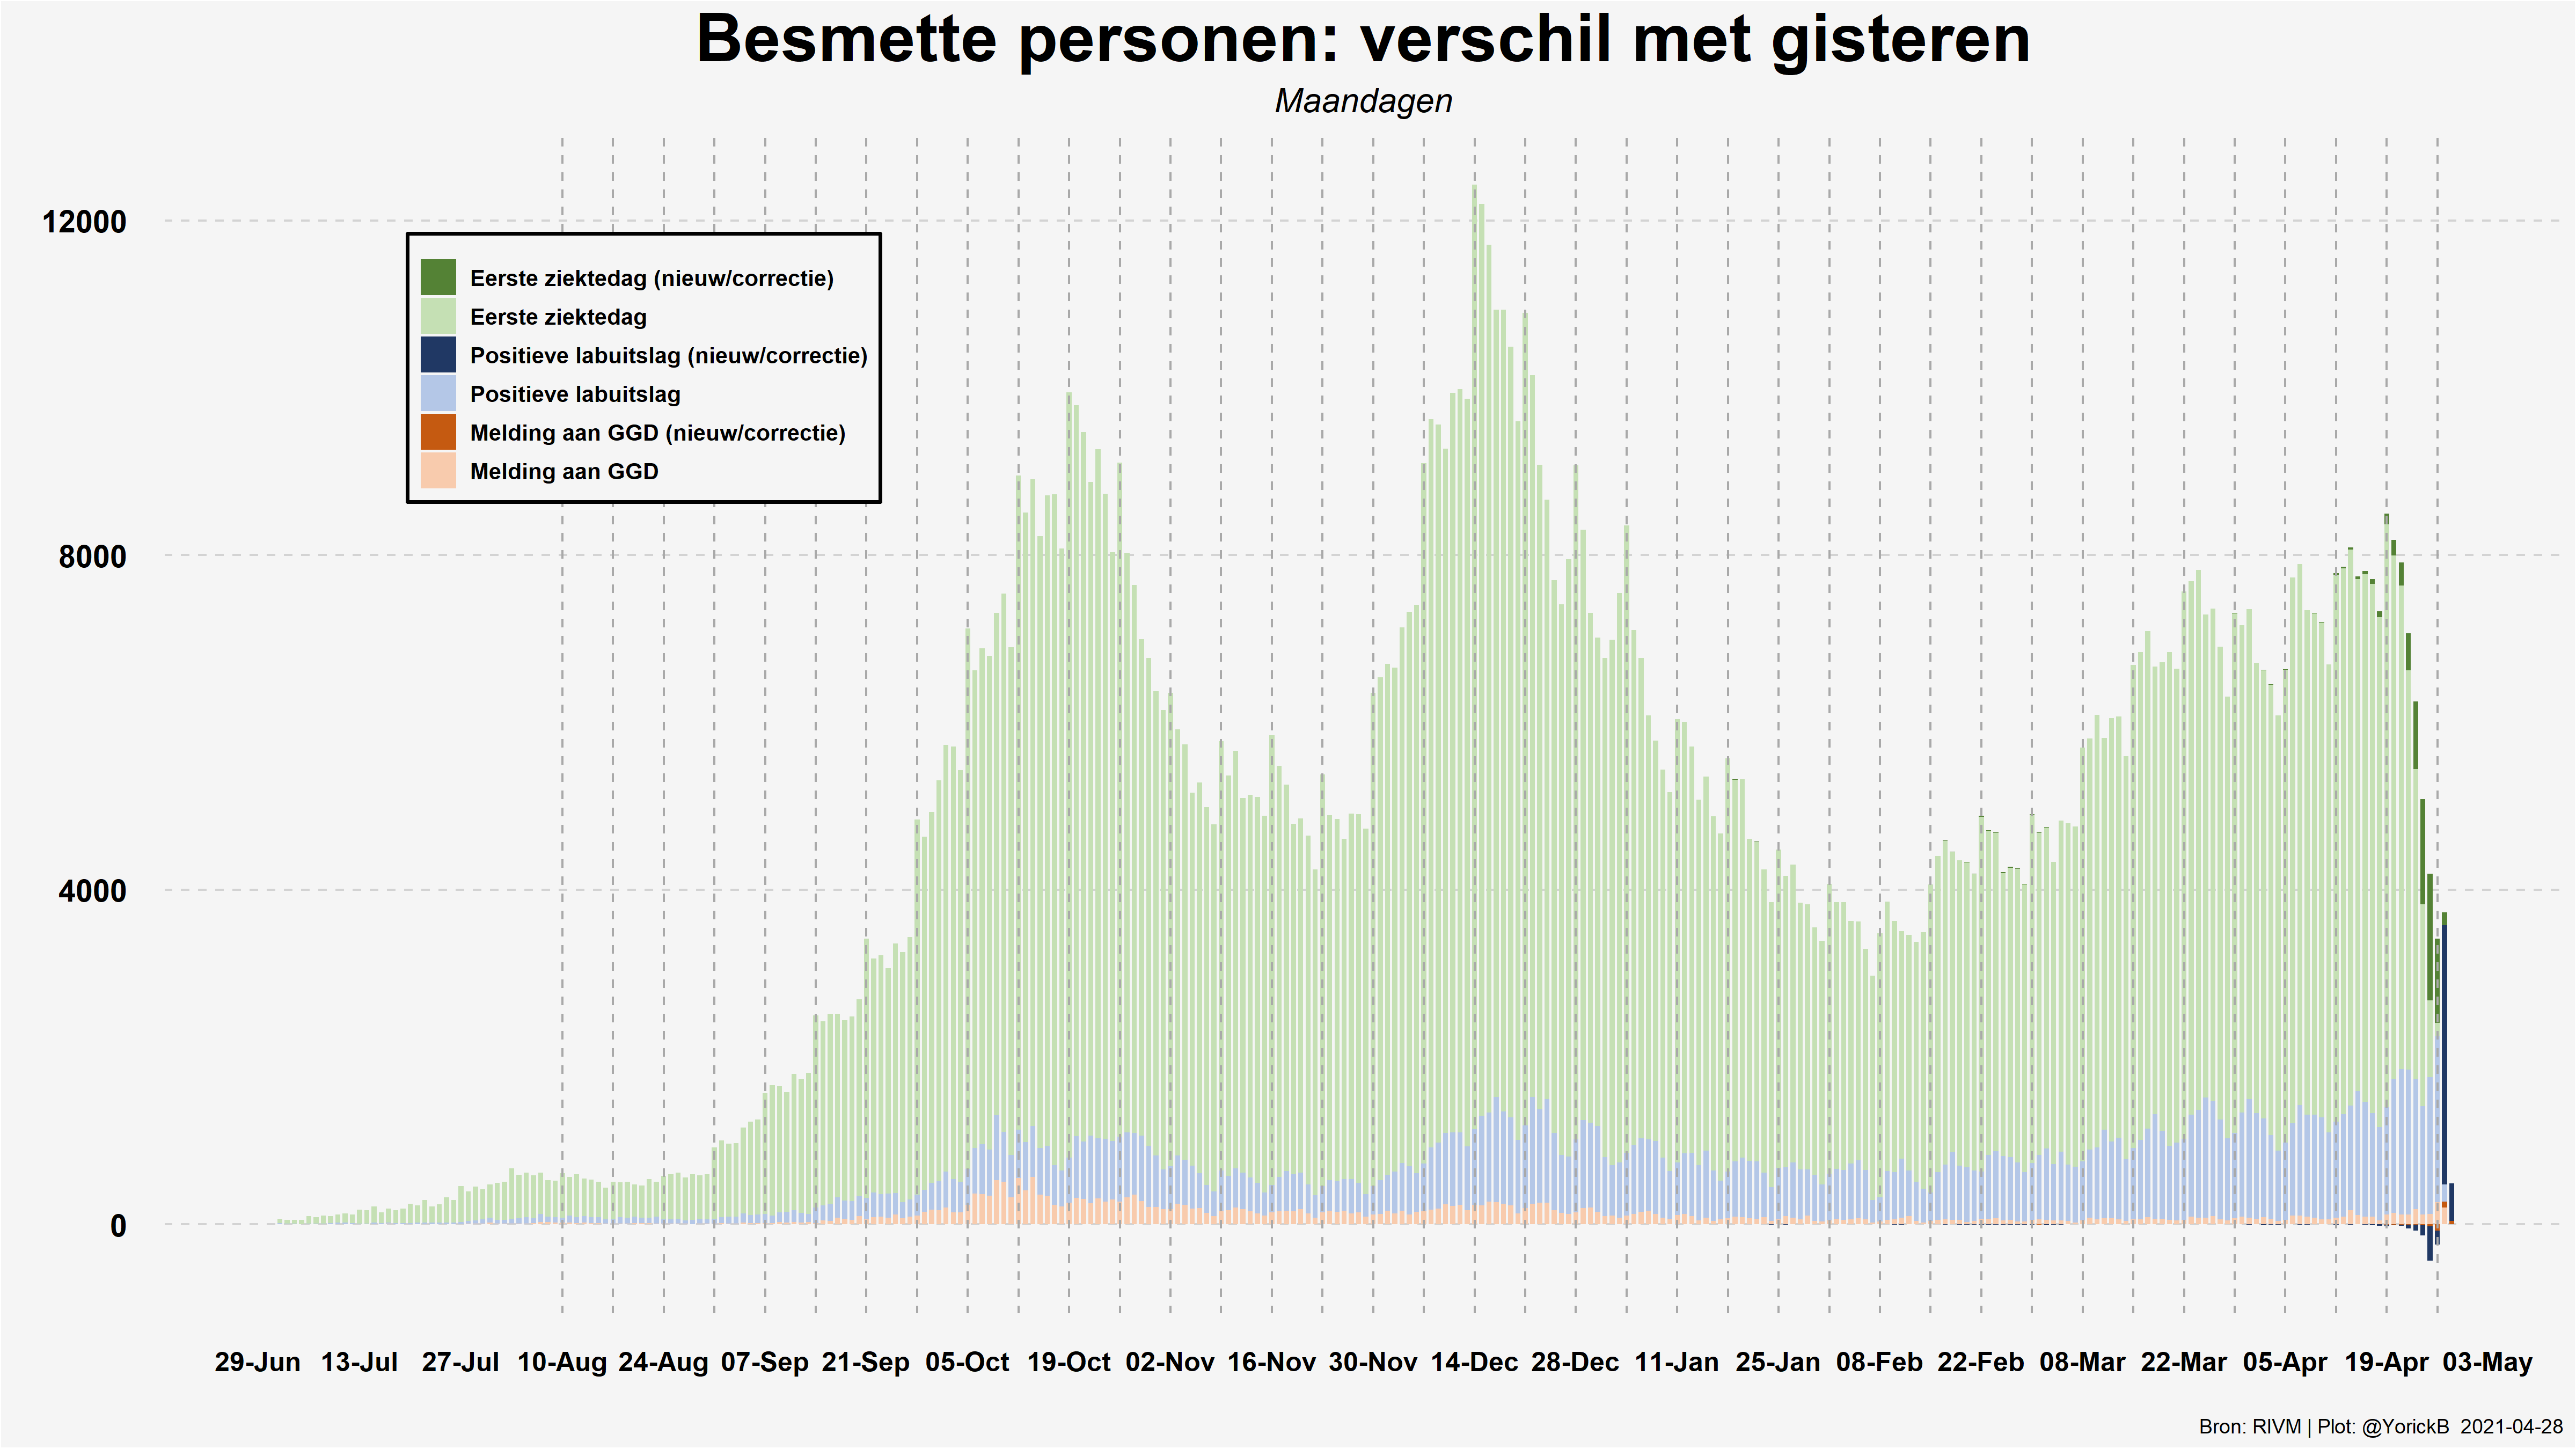 Besmette personen: verschil met gisteren
Maandagen
12000
8000
4000
0
Eerste ziektedag (nieuw/correctie)
Eerste ziektedag
Positieve labuitslag (nieuw/correctie)
Positieve labuitslag
Melding aan GGD (nieuw/correctie)
Melding aan GGD
29-Jun 13-Jul 27-Jul 10-Aug 24-Aug 07-Sep 21-Sep 05-Oct 19-Oct 02-Nov 16-Nov 30-Nov 14-Dec 28-Dec 11-Jan 25-Jan 08-Feb 22-Feb 08-Mar 22-Mar 05-Apr 19-Apr 03-May
Bron: RIVM | Plot: @YorickB 2021-04-28